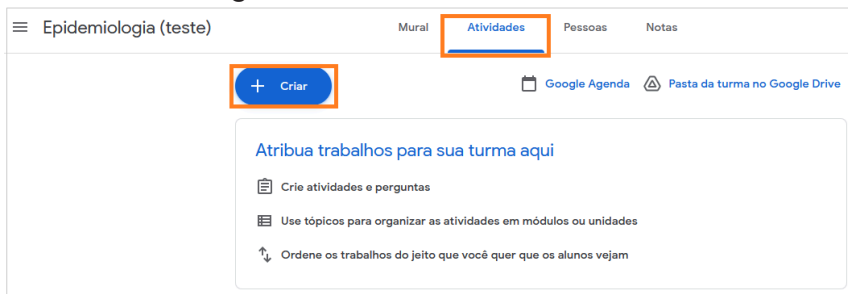 Epidemiologia (teste)
Mural Atividades Pessoas Notas
+ Criar
Google Agenda Pasta da turma no Google Drive
Atribua trabalhos para sua turma aqui
Crie atividades e perguntas
Use tópicos para organizar as atividades em módulos ou unidades
Ordene os trabalhos do jeito que você quer que os alunos vejam